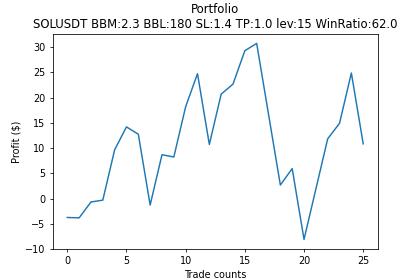 Portfolio
SOLUSDT BBM:2.3 BBL:180 SL:1.4 TP:1.0 lev:15 WinRatio:62.0
30
25
20
15
10
5
0
−5
−10
Profit ($)
0 5 10 15 20 25
Trade counts